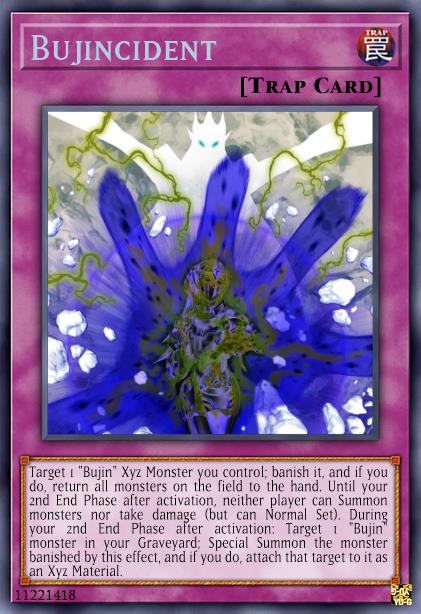 Bujincident
TRAP
罠
[Trap Card]
Target 1 "Bujin" Xyz Monster you control; banish it, and if you
do, return all monsters on the field to the hand. Until your
2nd End Phase after activation, neither player can Summon
monsters nor take damage (but can Normal Set). During
your 2nd End Phase after activation: Target 1 "Bujin"
monster in your Graveyard; Special Summon the monster
banished by this effect, and if you do, attach that target to it as
an Xyz Material.
11221418